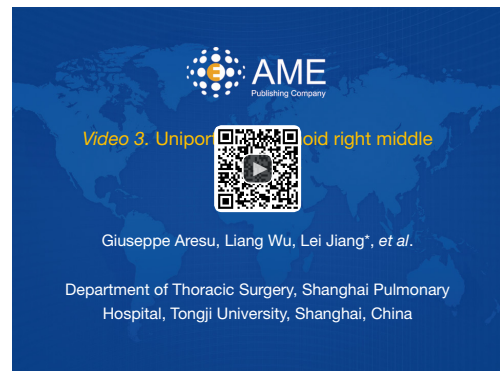 AME
Publishing Company
Video 3. Unipor oid right middle
Giuseppe Aresu, Liang Wu, Lei Jiang*, et al.
Department of Thoracic Surgery, Shanghai Pulmonary
Hospital, Tongji University, Shanghai, China